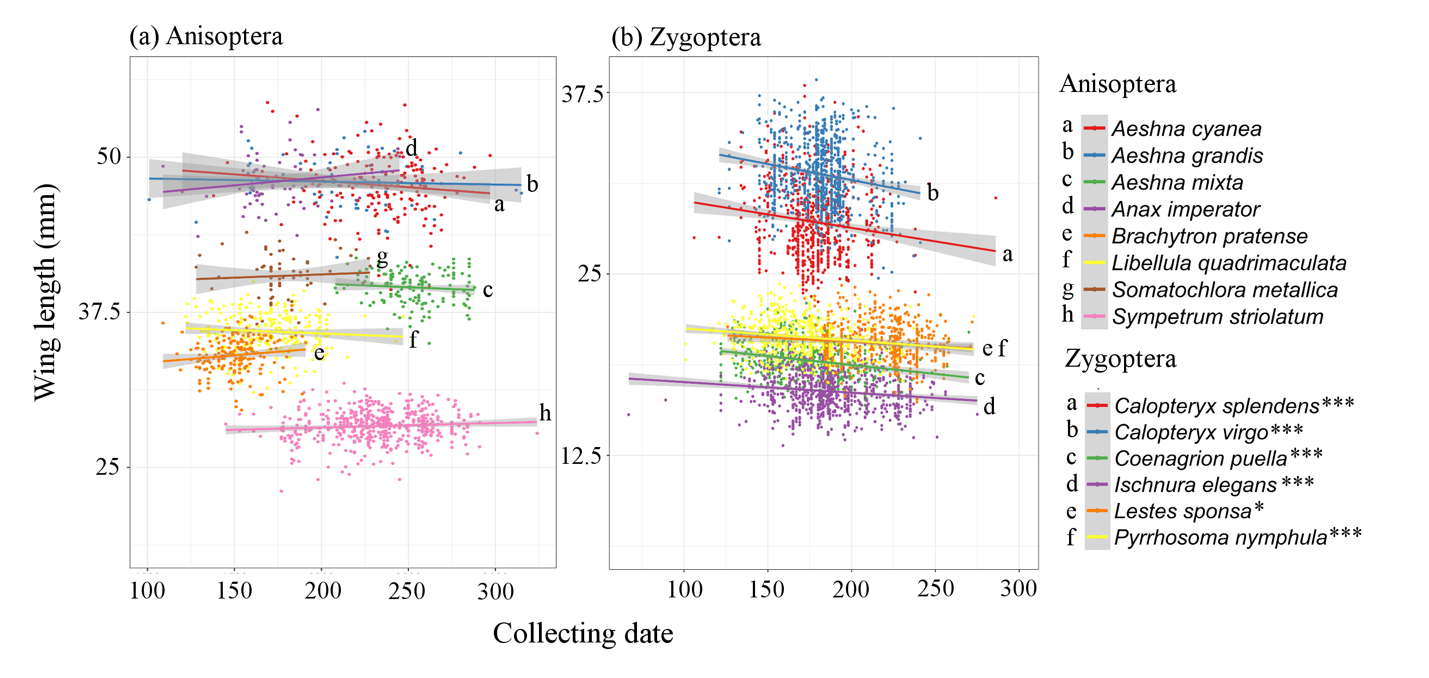 (a) Anisoptera
(b) Zygoptera
Wing length (mm)
50
37.5
25
d
b
a
g
c
f
e
h
100 150 200 250 300
37.5
25
12.5
b
a
e f
c
d
100 150 200 250 300
Collecting date
Anisoptera
a Aeshna cyanea
b Aeshna grandis
c Aeshna mixta
d Anax imperator
e Brachytron pratense
f Libellula quadrimaculata
g Somatochlora metallica
h Sympetrum striolatum
Zygoptera
a Calopteryx splendens***
b Calopteryx virgo***
c Coenagrion puella***
d Ischnura elegans***
e Lestes sponsa*
f Pyrrhosoma nymphula***